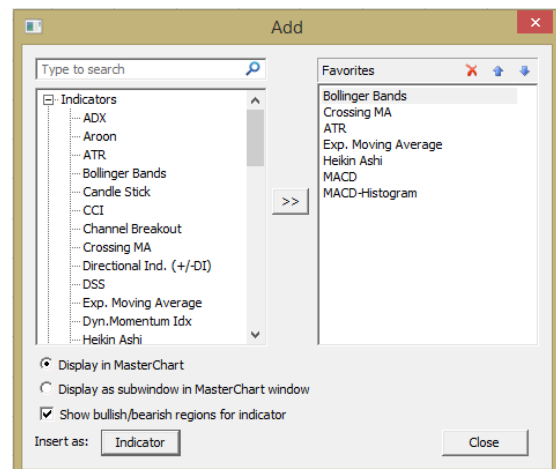 Add
Type to search
Indicators
ADX
Aroon
ATR
Bollinger Bands
Candle Stick
CCI
Channel Breakout
Crossing MA
Directional Ind. (+/-DI)
DSS
Exp. Moving Average
Dyn.Momentum Idx
Heikin Ashi
>>
Favorites
Bollinger Bands
Crossing MA
ATR
Exp. Moving Average
Heikin Ashi
MACD
MACD-Histogram
Display in MasterChart
Display as subwindow in MasterChart window
Show bullish/bearish regions for indicator
Insert as: Indicator Close